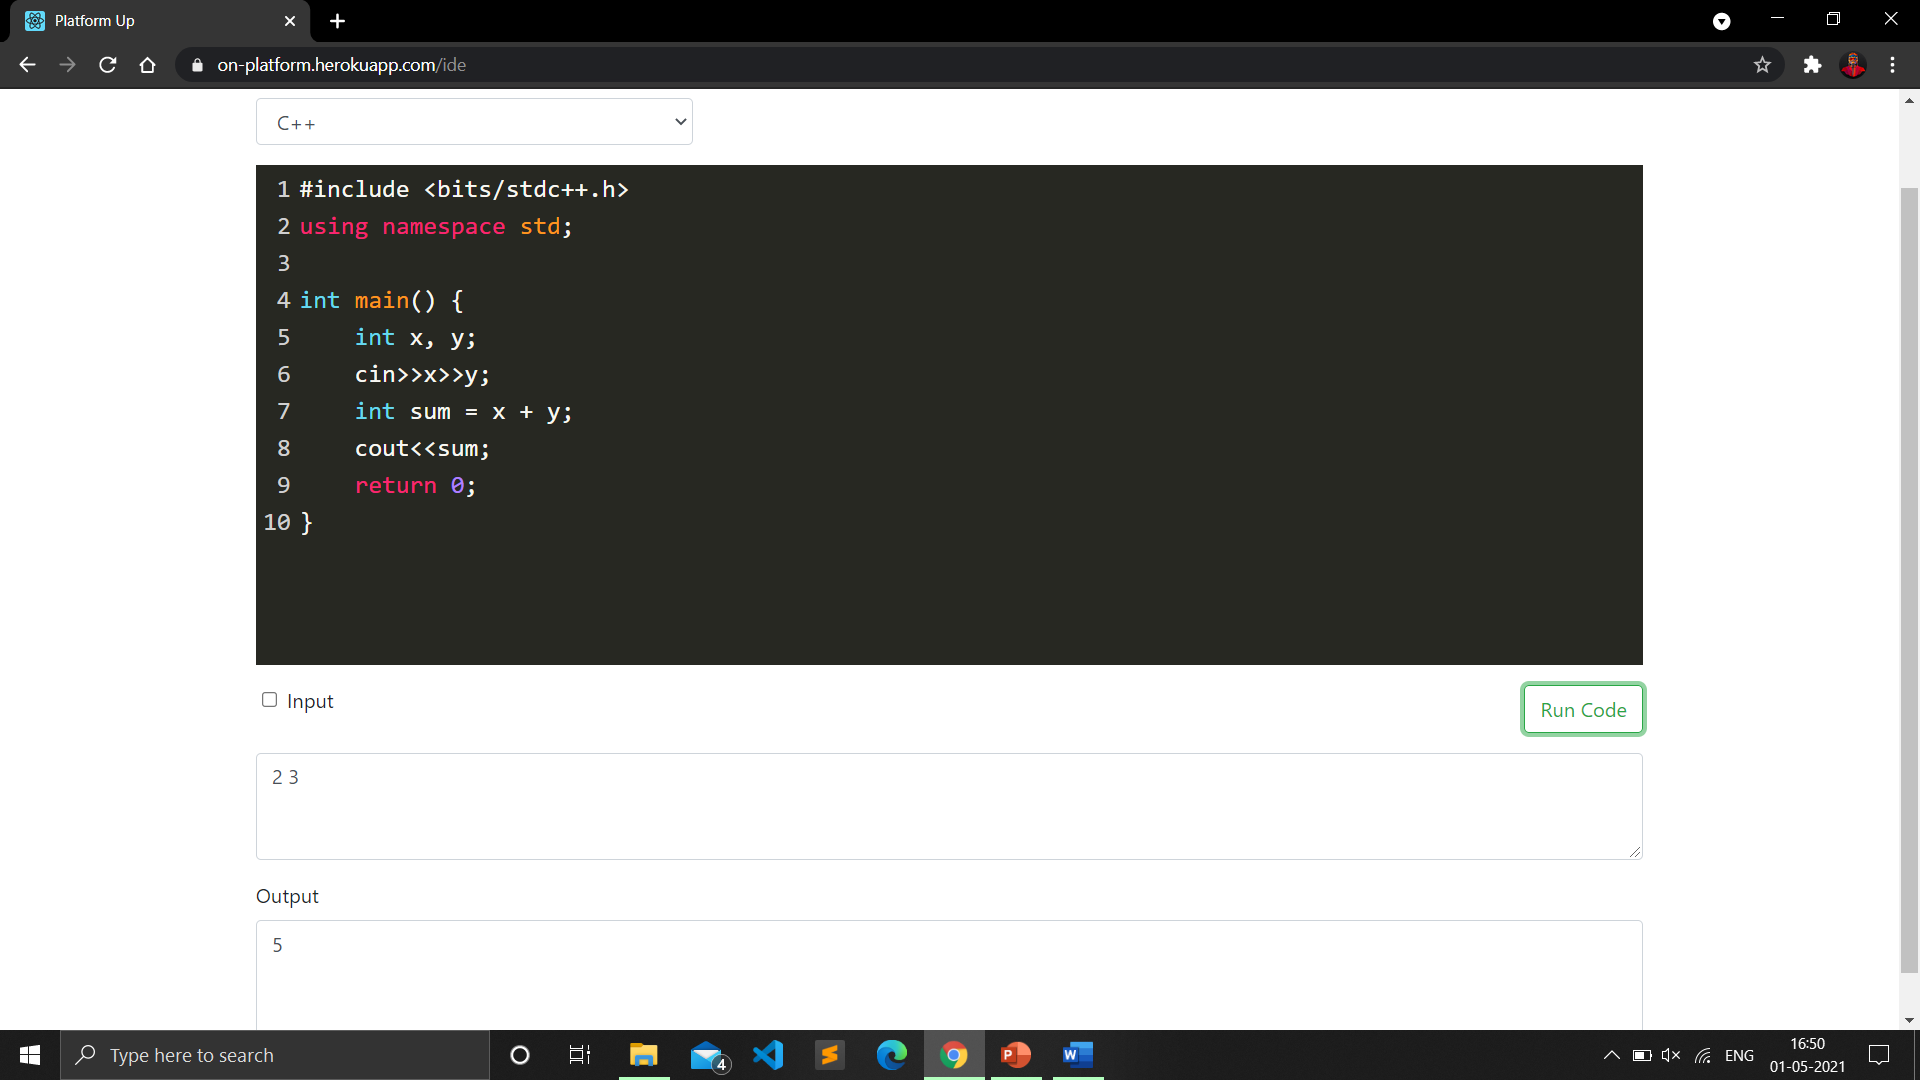 Platform Up
on-platform.herokuapp.com/ide
C++
1 #include <bits/stdc++.h>
2 using namespace std;
3
4 int main() {
5     int x, y;
6     cin>>x>>y;
7     int sum = x + y;
8     cout<<sum;
9     return 0;
10 }
Input
Run Code
2 3
Output
5
Type here to search
4
P
W
ENG
16:50
01-05-2021